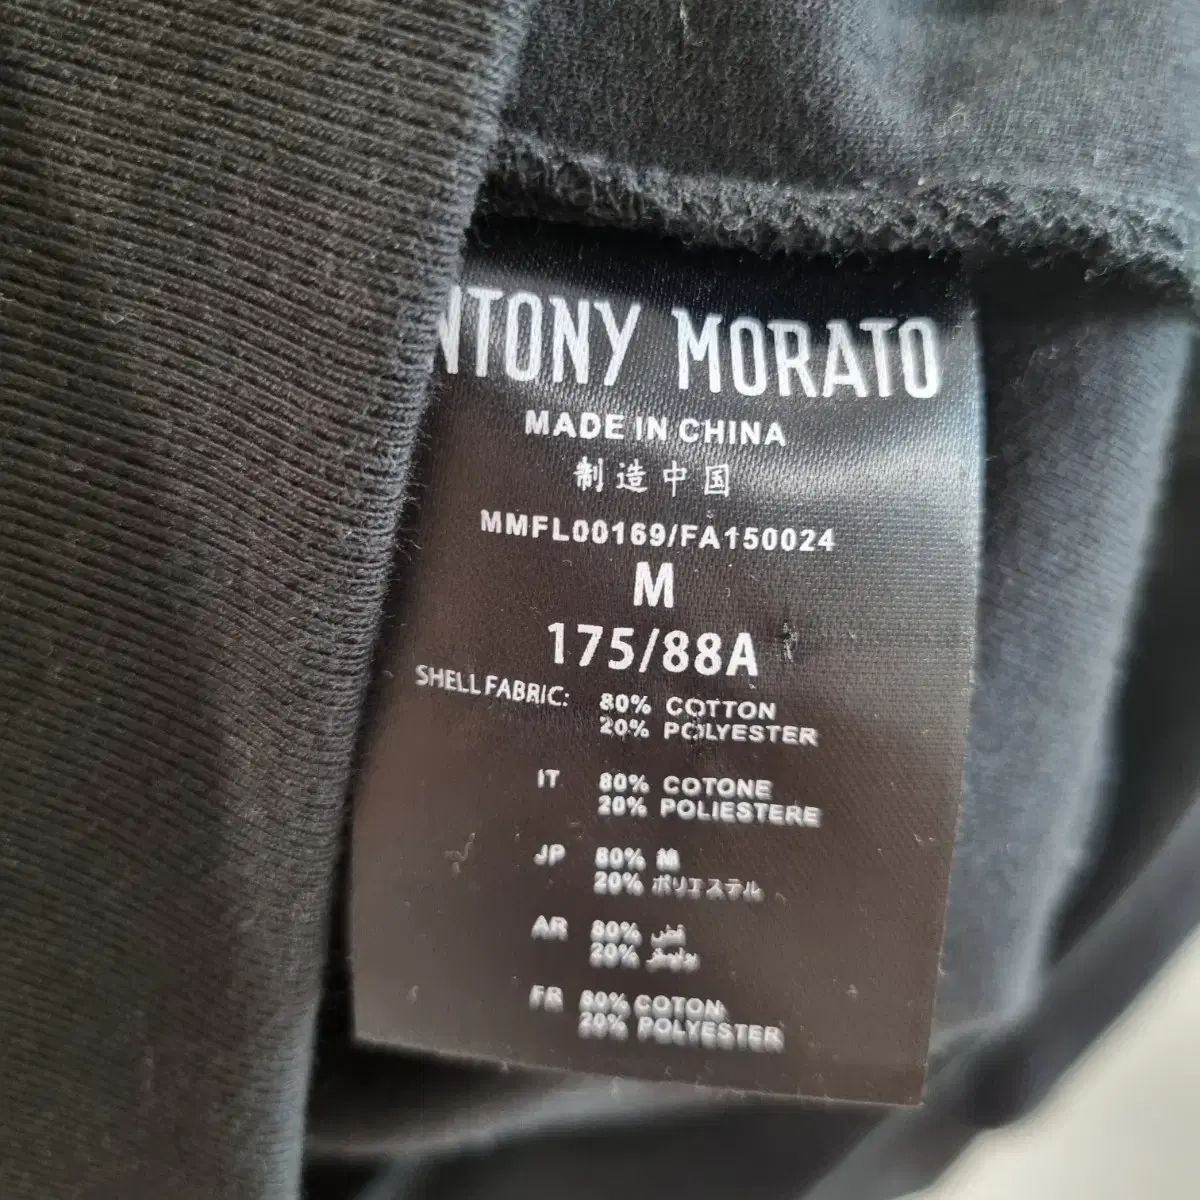 NTONY MORATO
MADE IN CHINA
制造中国
MMFL00169/FA150024
M
175/88A
SHELL FABRIC: 80% COTTON
20% POLYESTER
IT 80% COTONE
20% POLIESTERE
JP 80% 綿
20% ポリエステル
AR 80% قطن
20% بوليستر
FR 80% COTON
20% POLYESTER